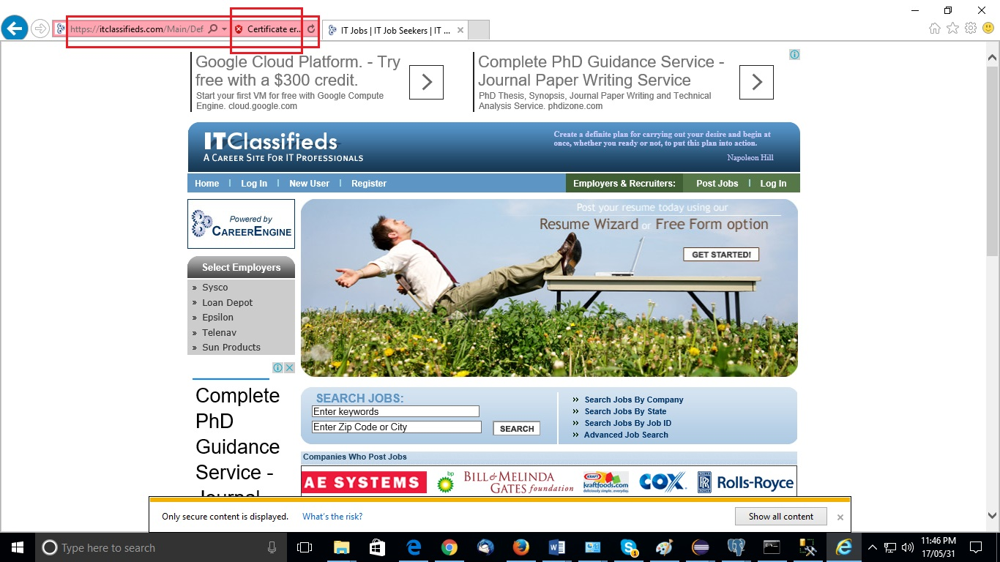 https://itclassifieds.com/Main/Def
Certificate er...
IT Jobs | IT Job Seekers | IT ...
Google Cloud Platform. - Try
free with a $300 credit.
Start your first VM for free with Google Compute
Engine. cloud.google.com
Complete PhD Guidance Service -
Journal Paper Writing Service
PhD Thesis, Synopsis, Journal Paper Writing and Technical
Analysis Service. phdizone.com
ITClassifieds
A Career Site For IT Professionals
Create a definite plan for carrying out your desire and begin at
once, whether you ready or not, to put this plan into action.
Napoleon Hill
Home | Log In | New User | Register
Employers & Recruiters: Post Jobs | Log In
Powered by
CAREERENGINE
Select Employers
» Sysco
» Loan Depot
» Epsilon
» Telenav
» Sun Products
Post your resume today using our
Resume Wizard or Free Form option
GET STARTED!
Complete
PhD
Guidance
Service -
Journal
SEARCH JOBS:
Enter keywords
Enter Zip Code or City
SEARCH
Search Jobs By Company
Search Jobs By State
Search Jobs By Job ID
Advanced Job Search
Companies Who Post Jobs
AE SYSTEMS
bp
BILL & MELINDA
GATES foundation
KRAFT
kraftfoods.com
deliciously simple. everyday.
COX
Rolls-Royce
Only secure content is displayed. What's the risk?
Show all content
Type here to search
1
11:46 PM
17/05/31